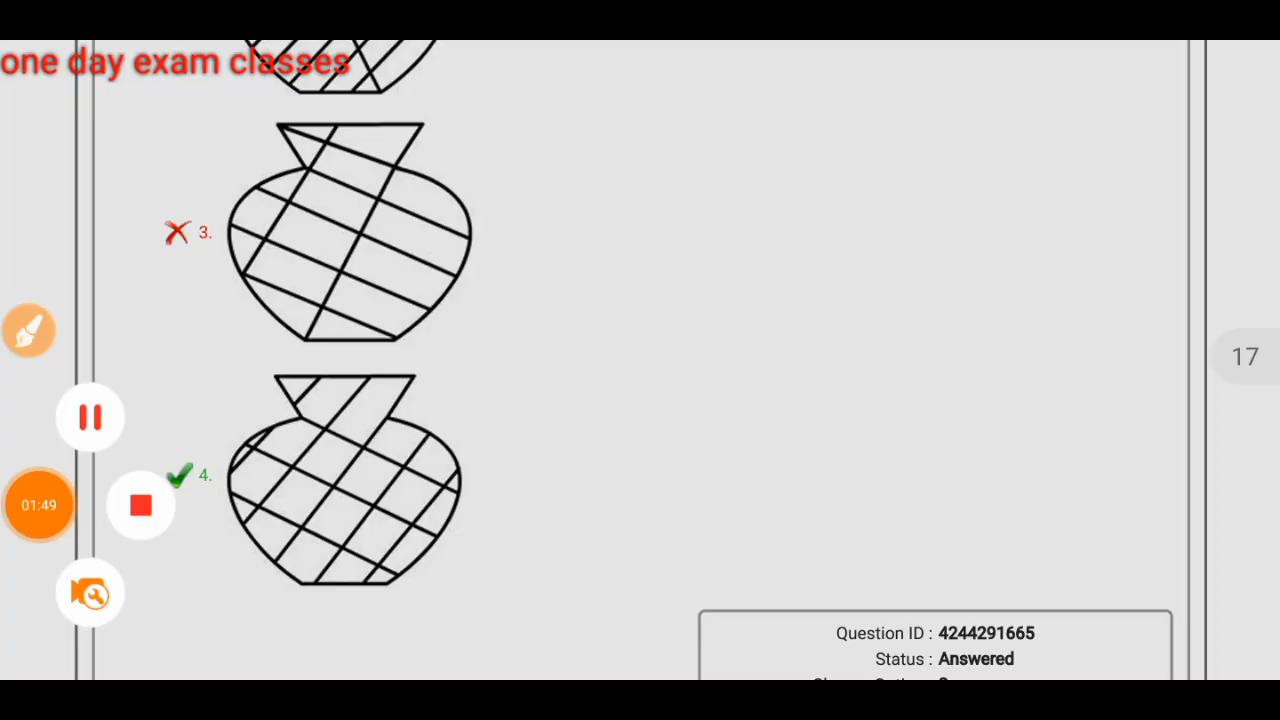 one day exam classes
3.
17
4.
01:49
Question ID : 4244291665
Status : Answered